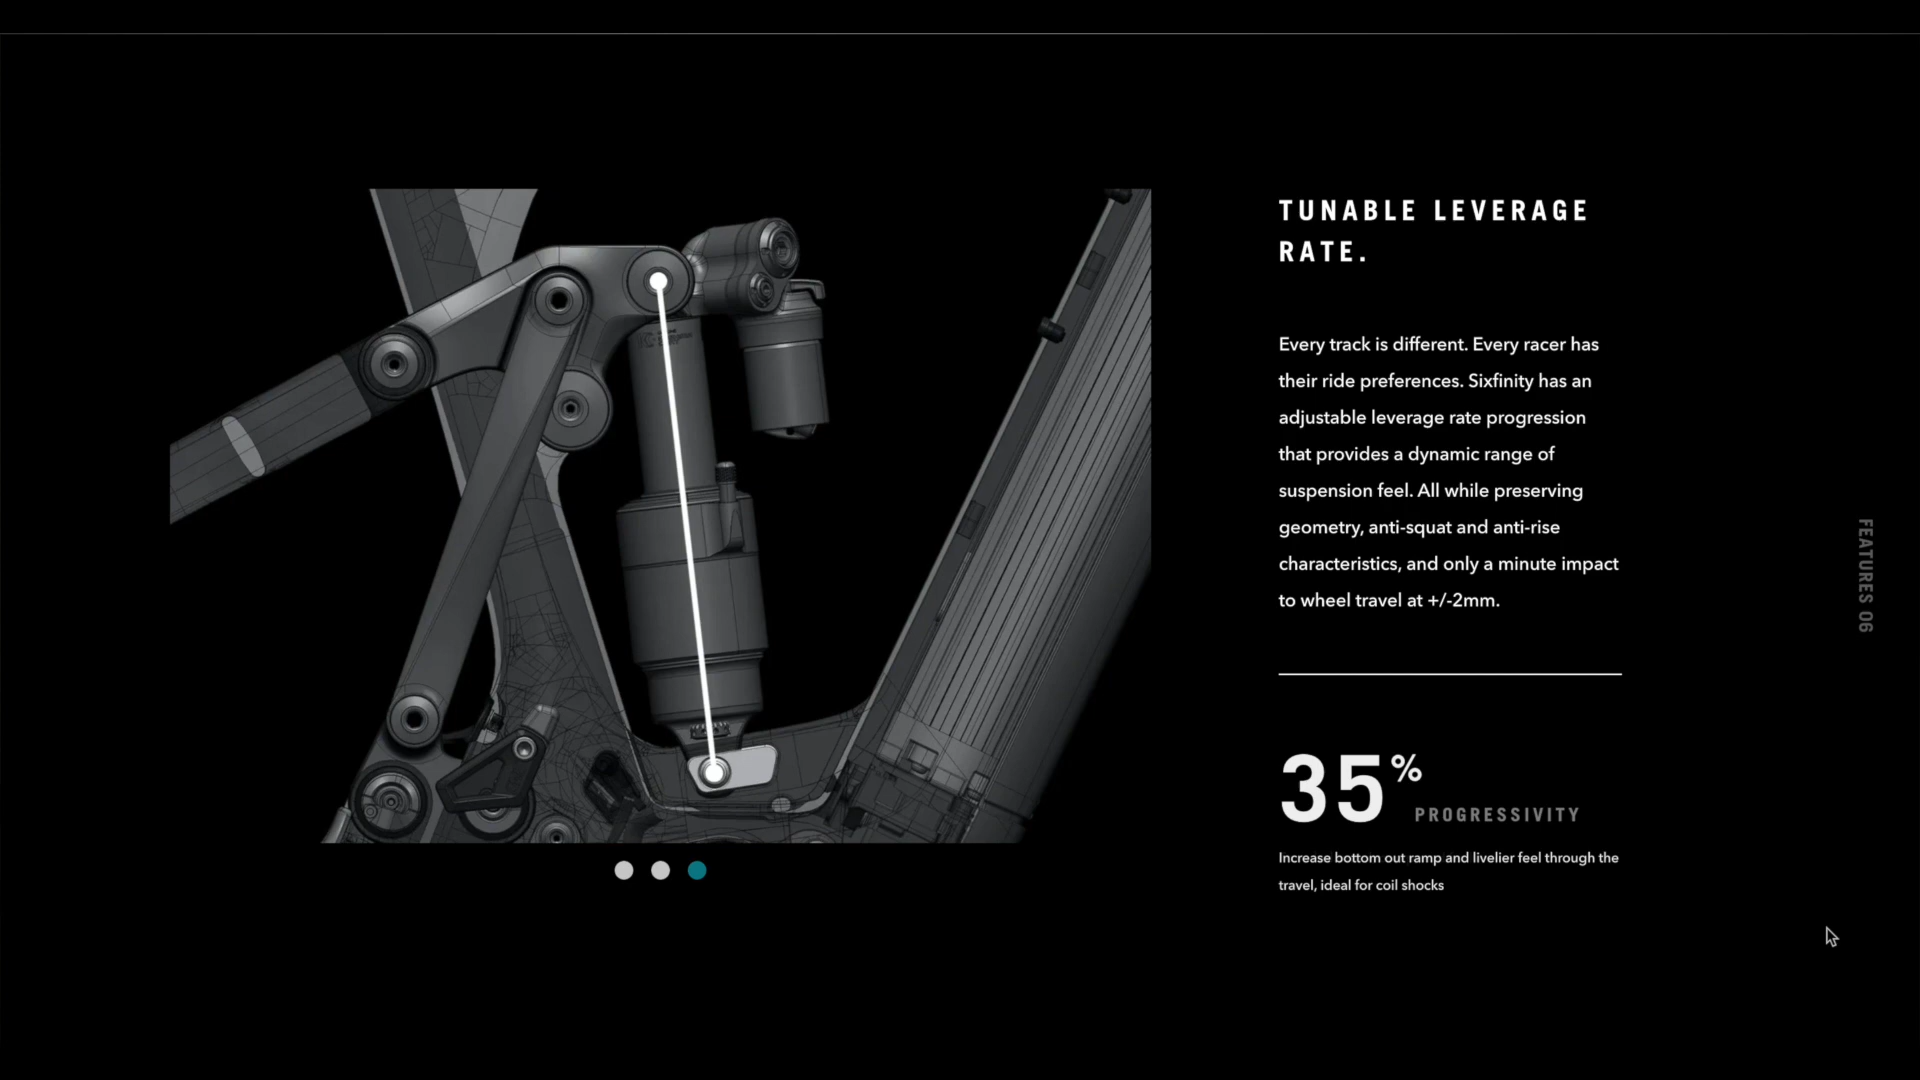 TUNABLE LEVERAGE
RATE.
Every track is different. Every racer has
their ride preferences. Sixfinity has an
adjustable leverage rate progression
that provides a dynamic range of
suspension feel. All while preserving
geometry, anti-squat and anti-rise
characteristics, and only a minute impact
to wheel travel at +/-2mm.
35%
PROGRESSIVITY
Increase bottom out ramp and livelier feel through the
travel, ideal for coil shocks
FEATURES 06